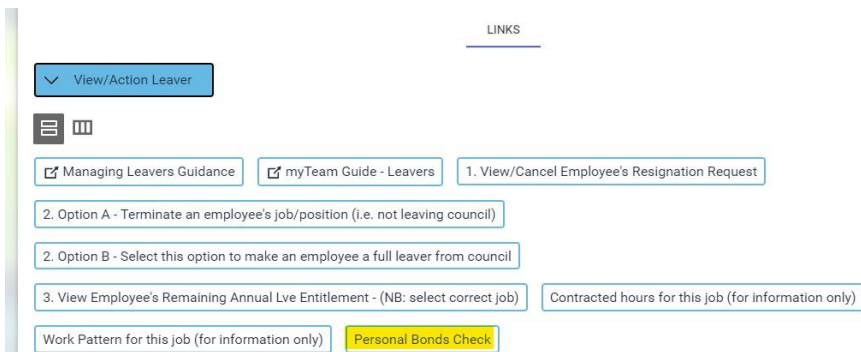 LINKS
View/Action Leaver
Managing Leavers Guidance myTeam Guide - Leavers 1. View/Cancel Employee's Resignation Request
2. Option A - Terminate an employee's job/position (i.e. not leaving council)
2. Option B - Select this option to make an employee a full leaver from council
3. View Employee's Remaining Annual Lve Entitlement - (NB: select correct job) Contracted hours for this job (for information only)
Work Pattern for this job (for information only) Personal Bonds Check